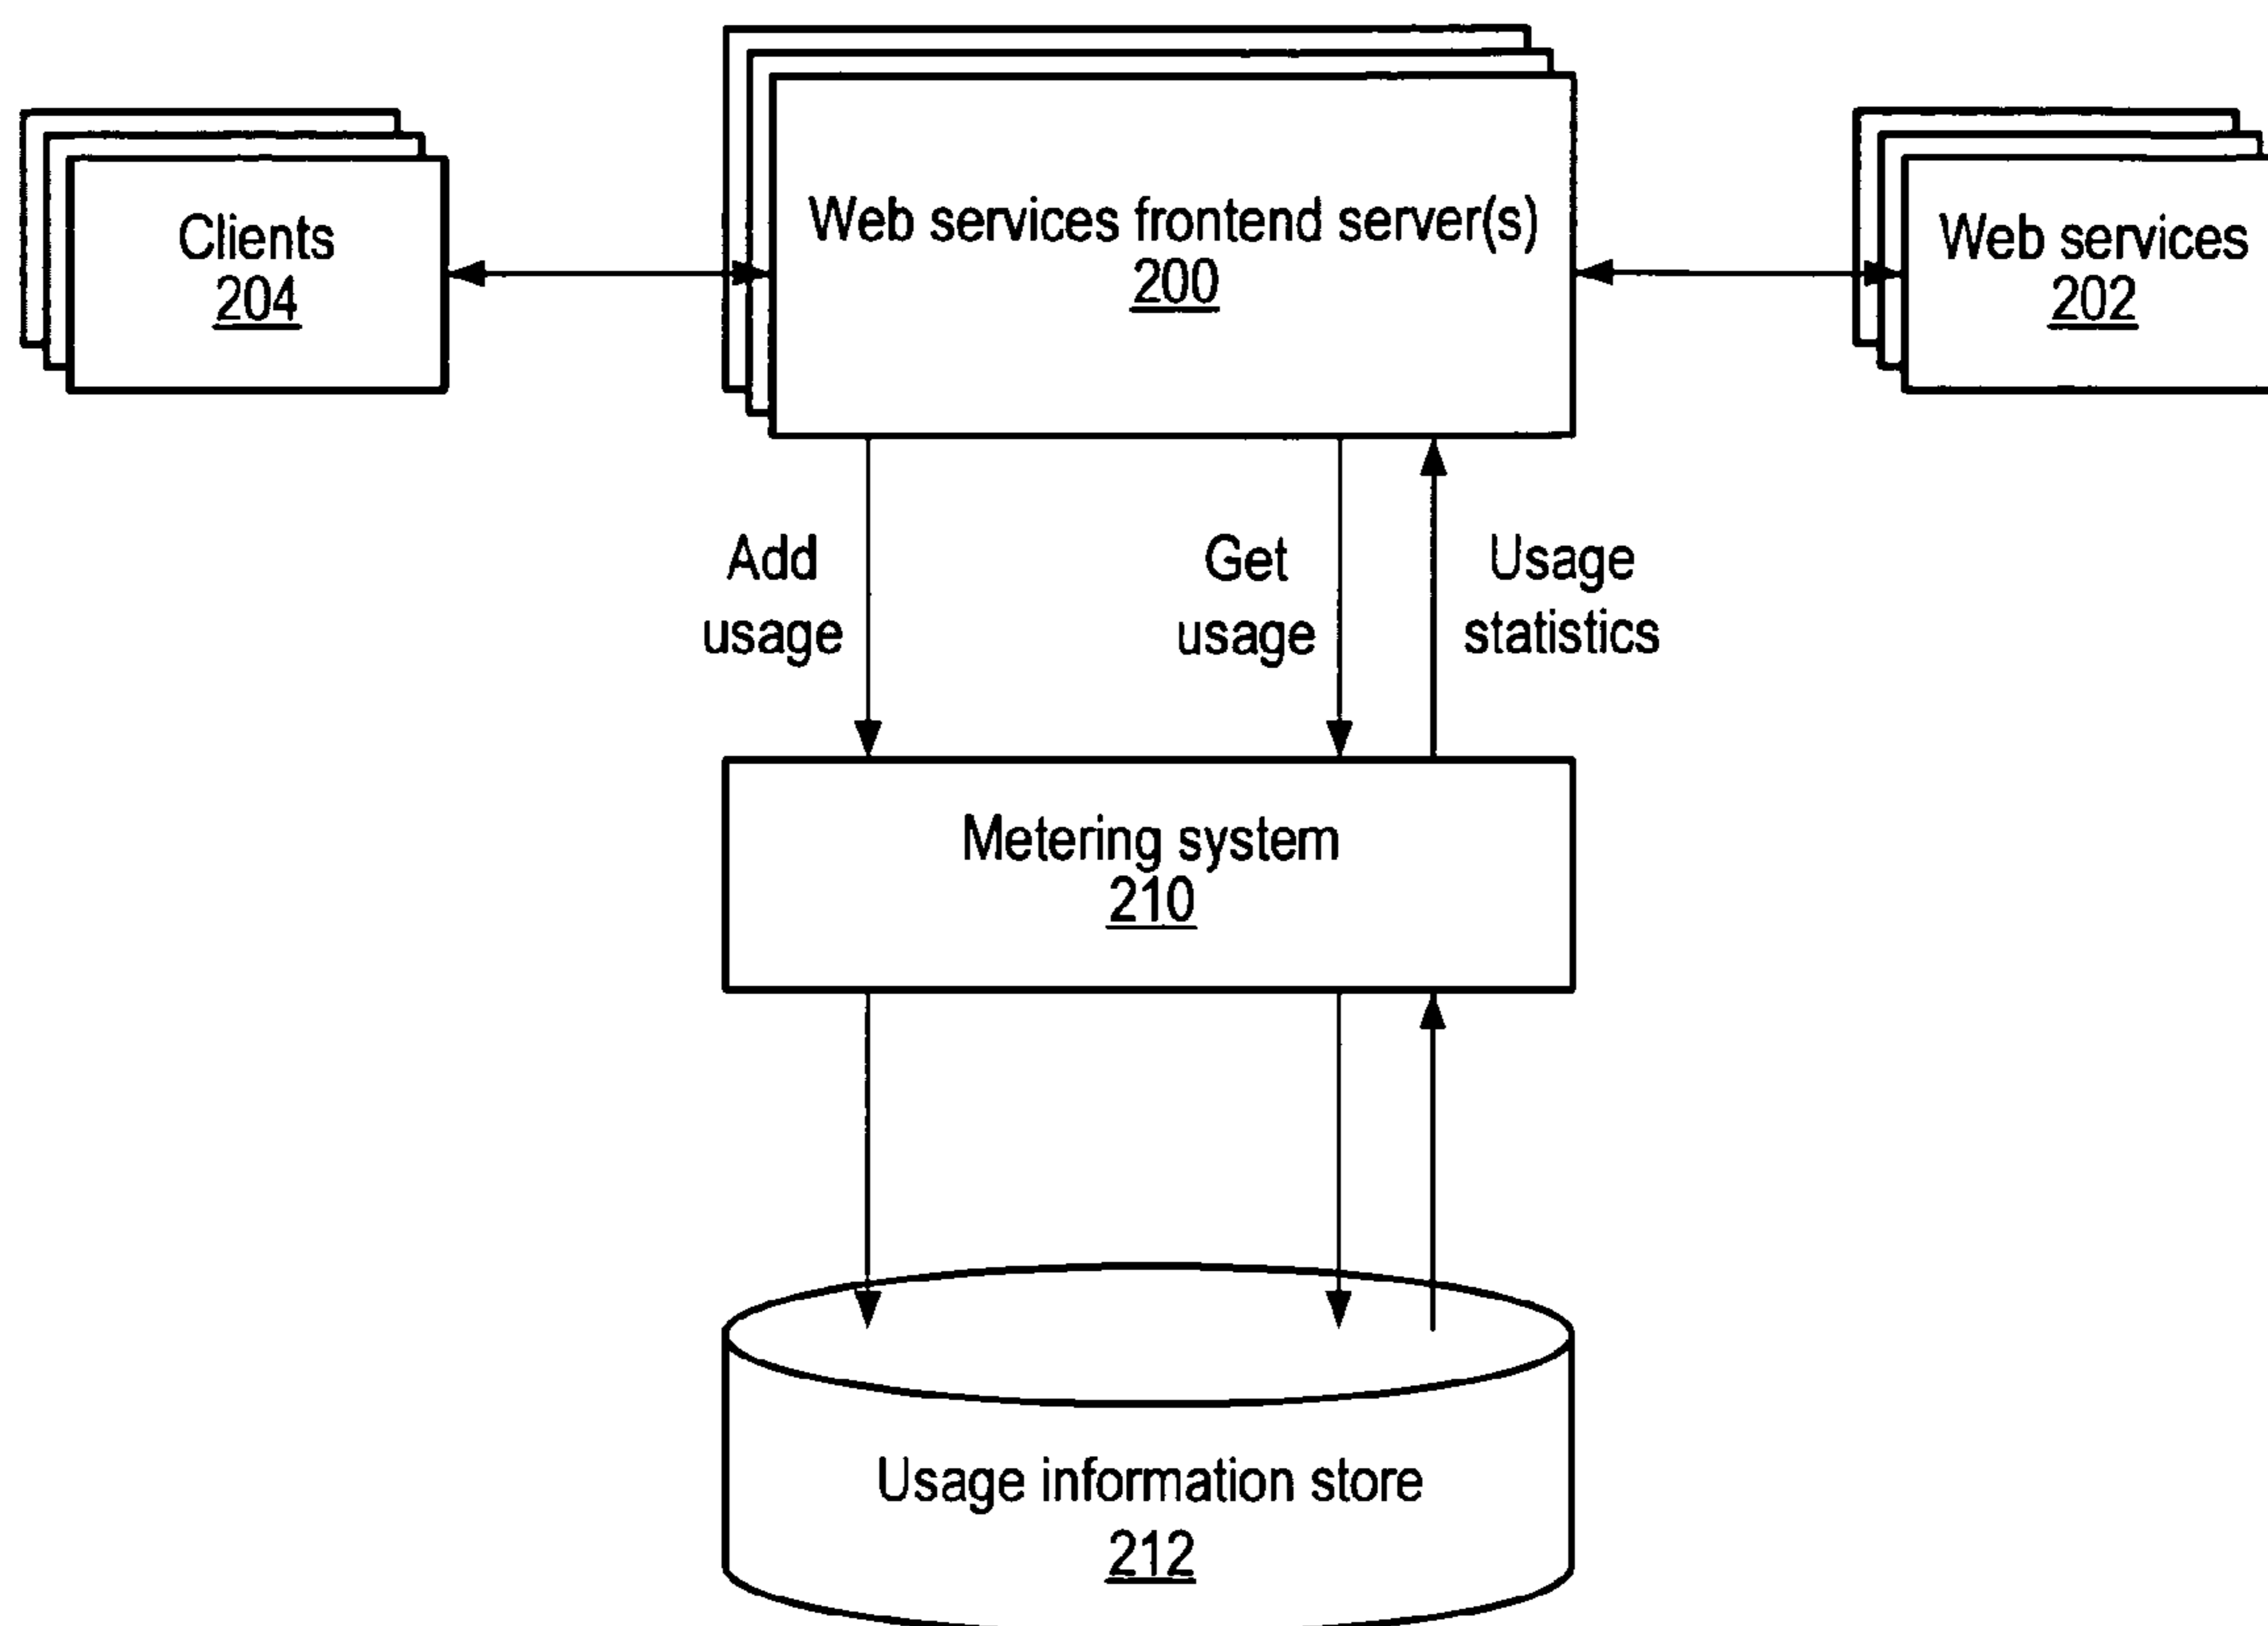 Clients
204
Web services frontend server(s)
200
Web services
202
Add
usage
Get
usage
Usage
statistics
Metering system
210
Usage information store
212